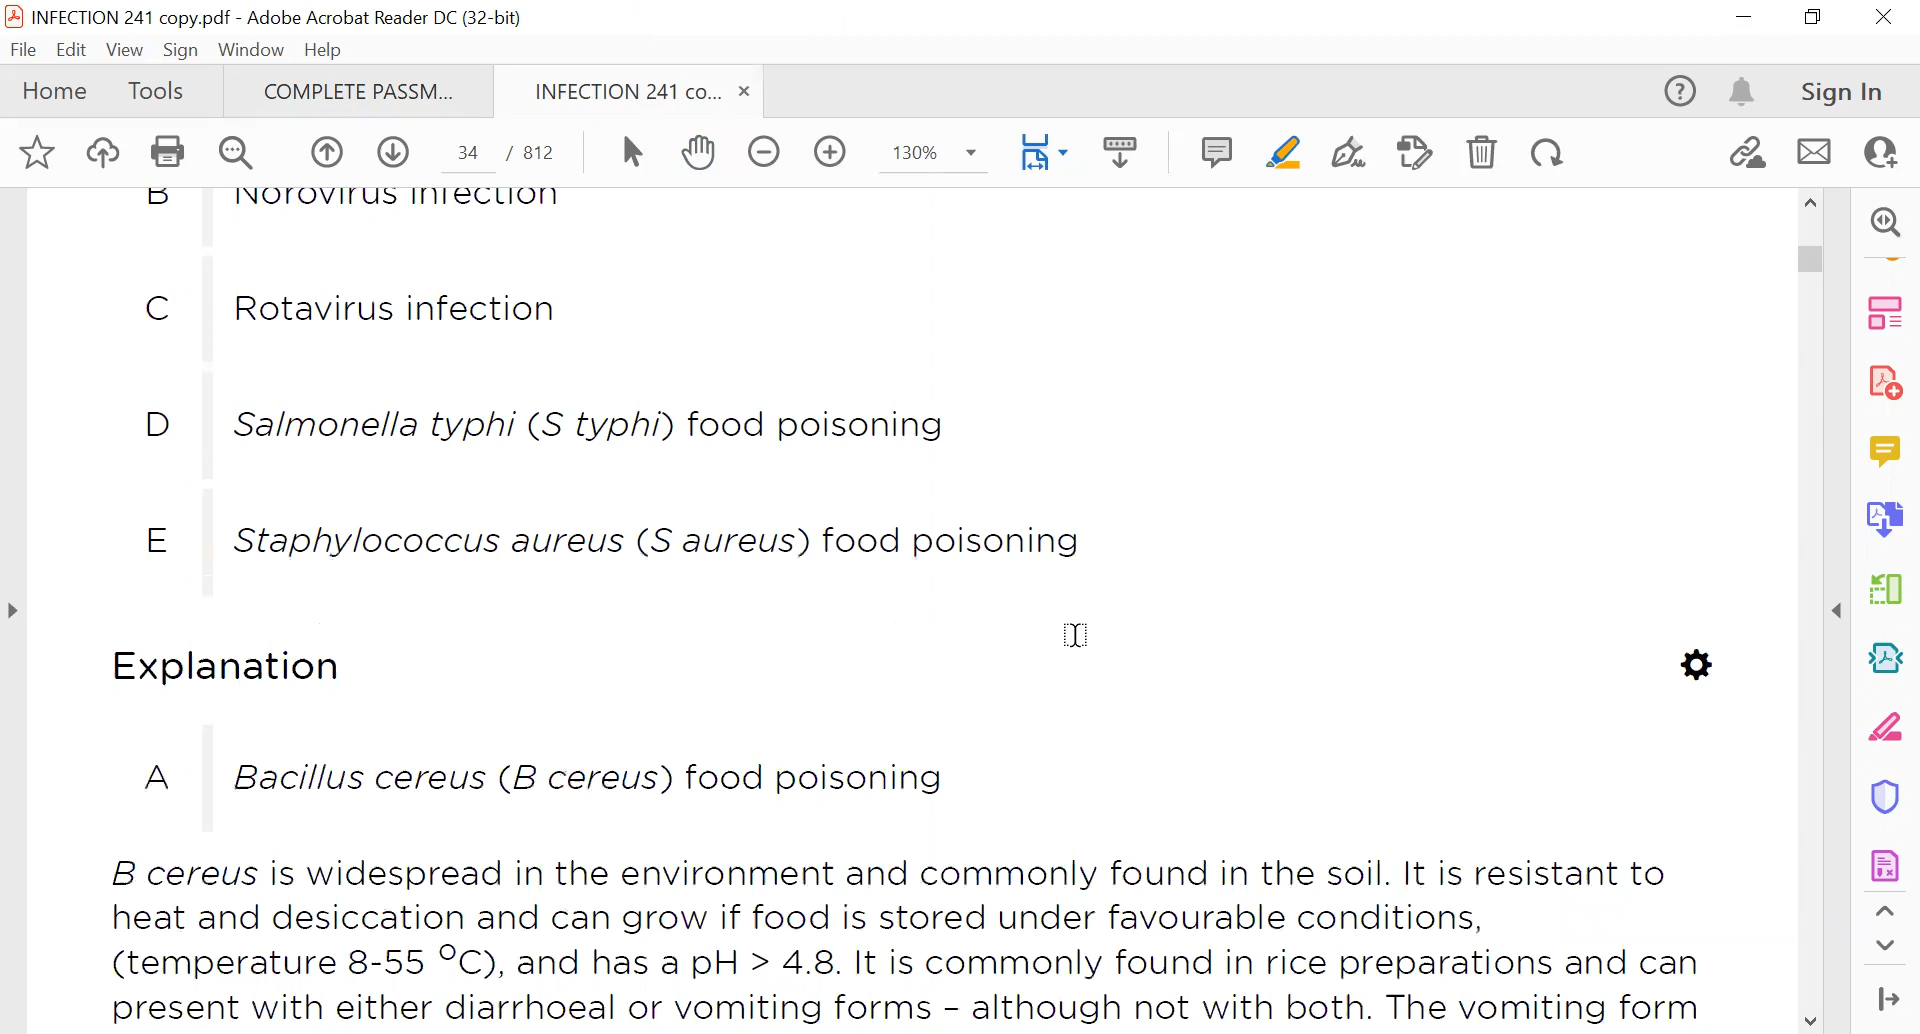 INFECTION 241 copy.pdf - Adobe Acrobat Reader DC (32-bit)
File Edit View Sign Window Help
Home Tools COMPLETE PASSM... INFECTION 241 co... × Sign In
34 / 812 130%
B Norovirus infection
C Rotavirus infection
D Salmonella typhi (S typhi) food poisoning
E Staphylococcus aureus (S aureus) food poisoning
Explanation
A Bacillus cereus (B cereus) food poisoning
B cereus is widespread in the environment and commonly found in the soil. It is resistant to
heat and desiccation and can grow if food is stored under favourable conditions,
(temperature 8-55 °C), and has a pH > 4.8. It is commonly found in rice preparations and can
present with either diarrhoeal or vomiting forms – although not with both. The vomiting form